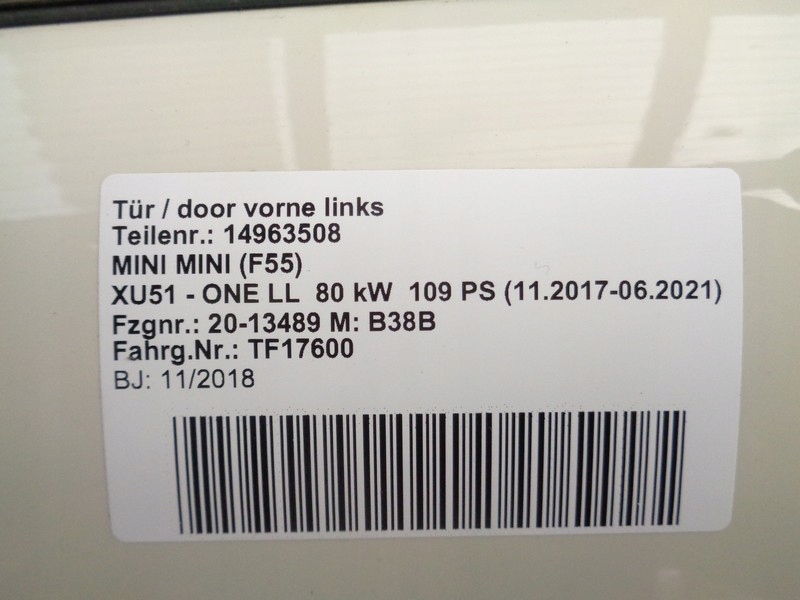 Tür / door vorne links
Teilenr.: 14963508
MINI MINI (F55)
XU51 - ONE LL  80 kW  109 PS (11.2017-06.2021)
Fzgnr.: 20-13489 M: B38B
Fahrg.Nr.: TF17600
BJ: 11/2018